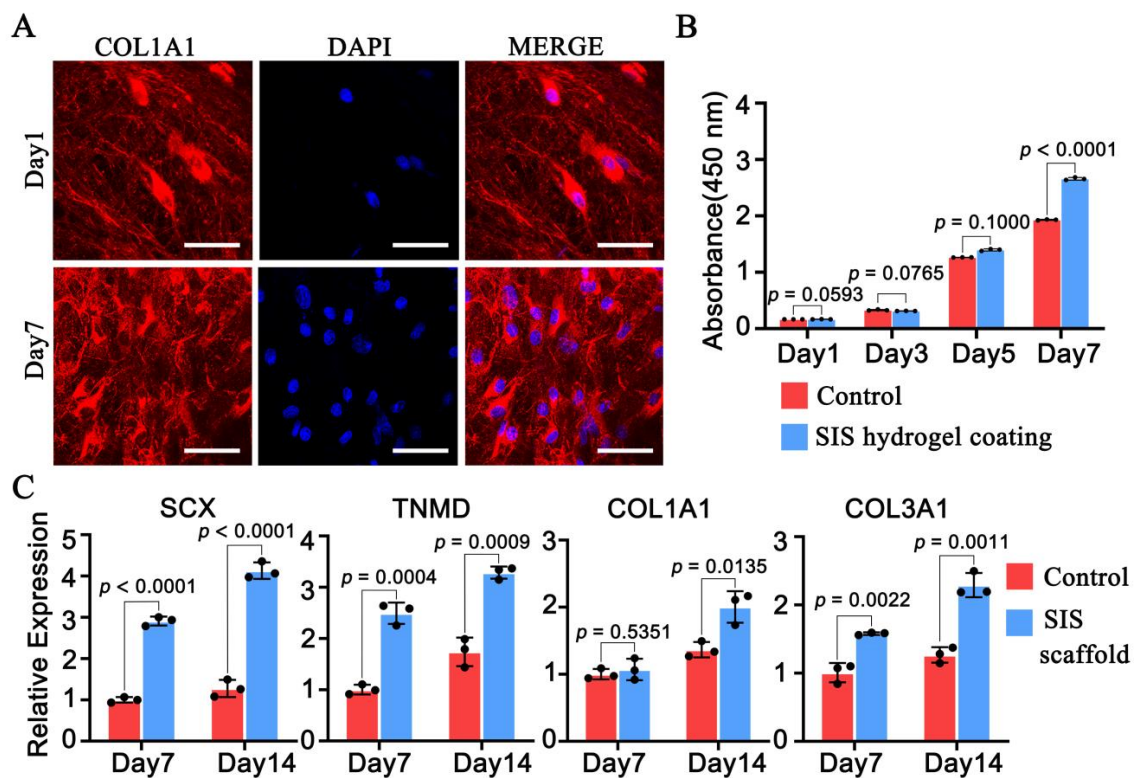 A
COL1A1 DAPI MERGE
Day1
Day7
B
Absorbance(450 nm)
4
3
2
1
0
p = 0.0593
p = 0.0765
p = 0.1000
p < 0.0001
Day1 Day3 Day5 Day7
Control
SIS hydrogel coating
C
Relative Expression
SCX
5
4
3
2
1
0
p < 0.0001
p < 0.0001
Day7 Day14
TNMD
4
3
2
1
0
p = 0.0004
p = 0.0009
Day7 Day14
COL1A1
2
1
0
p = 0.5351
p = 0.0135
Day7 Day14
COL3A1
3
2
1
0
p = 0.0022
p = 0.0011
Day7 Day14
Control
SIS
scaffold